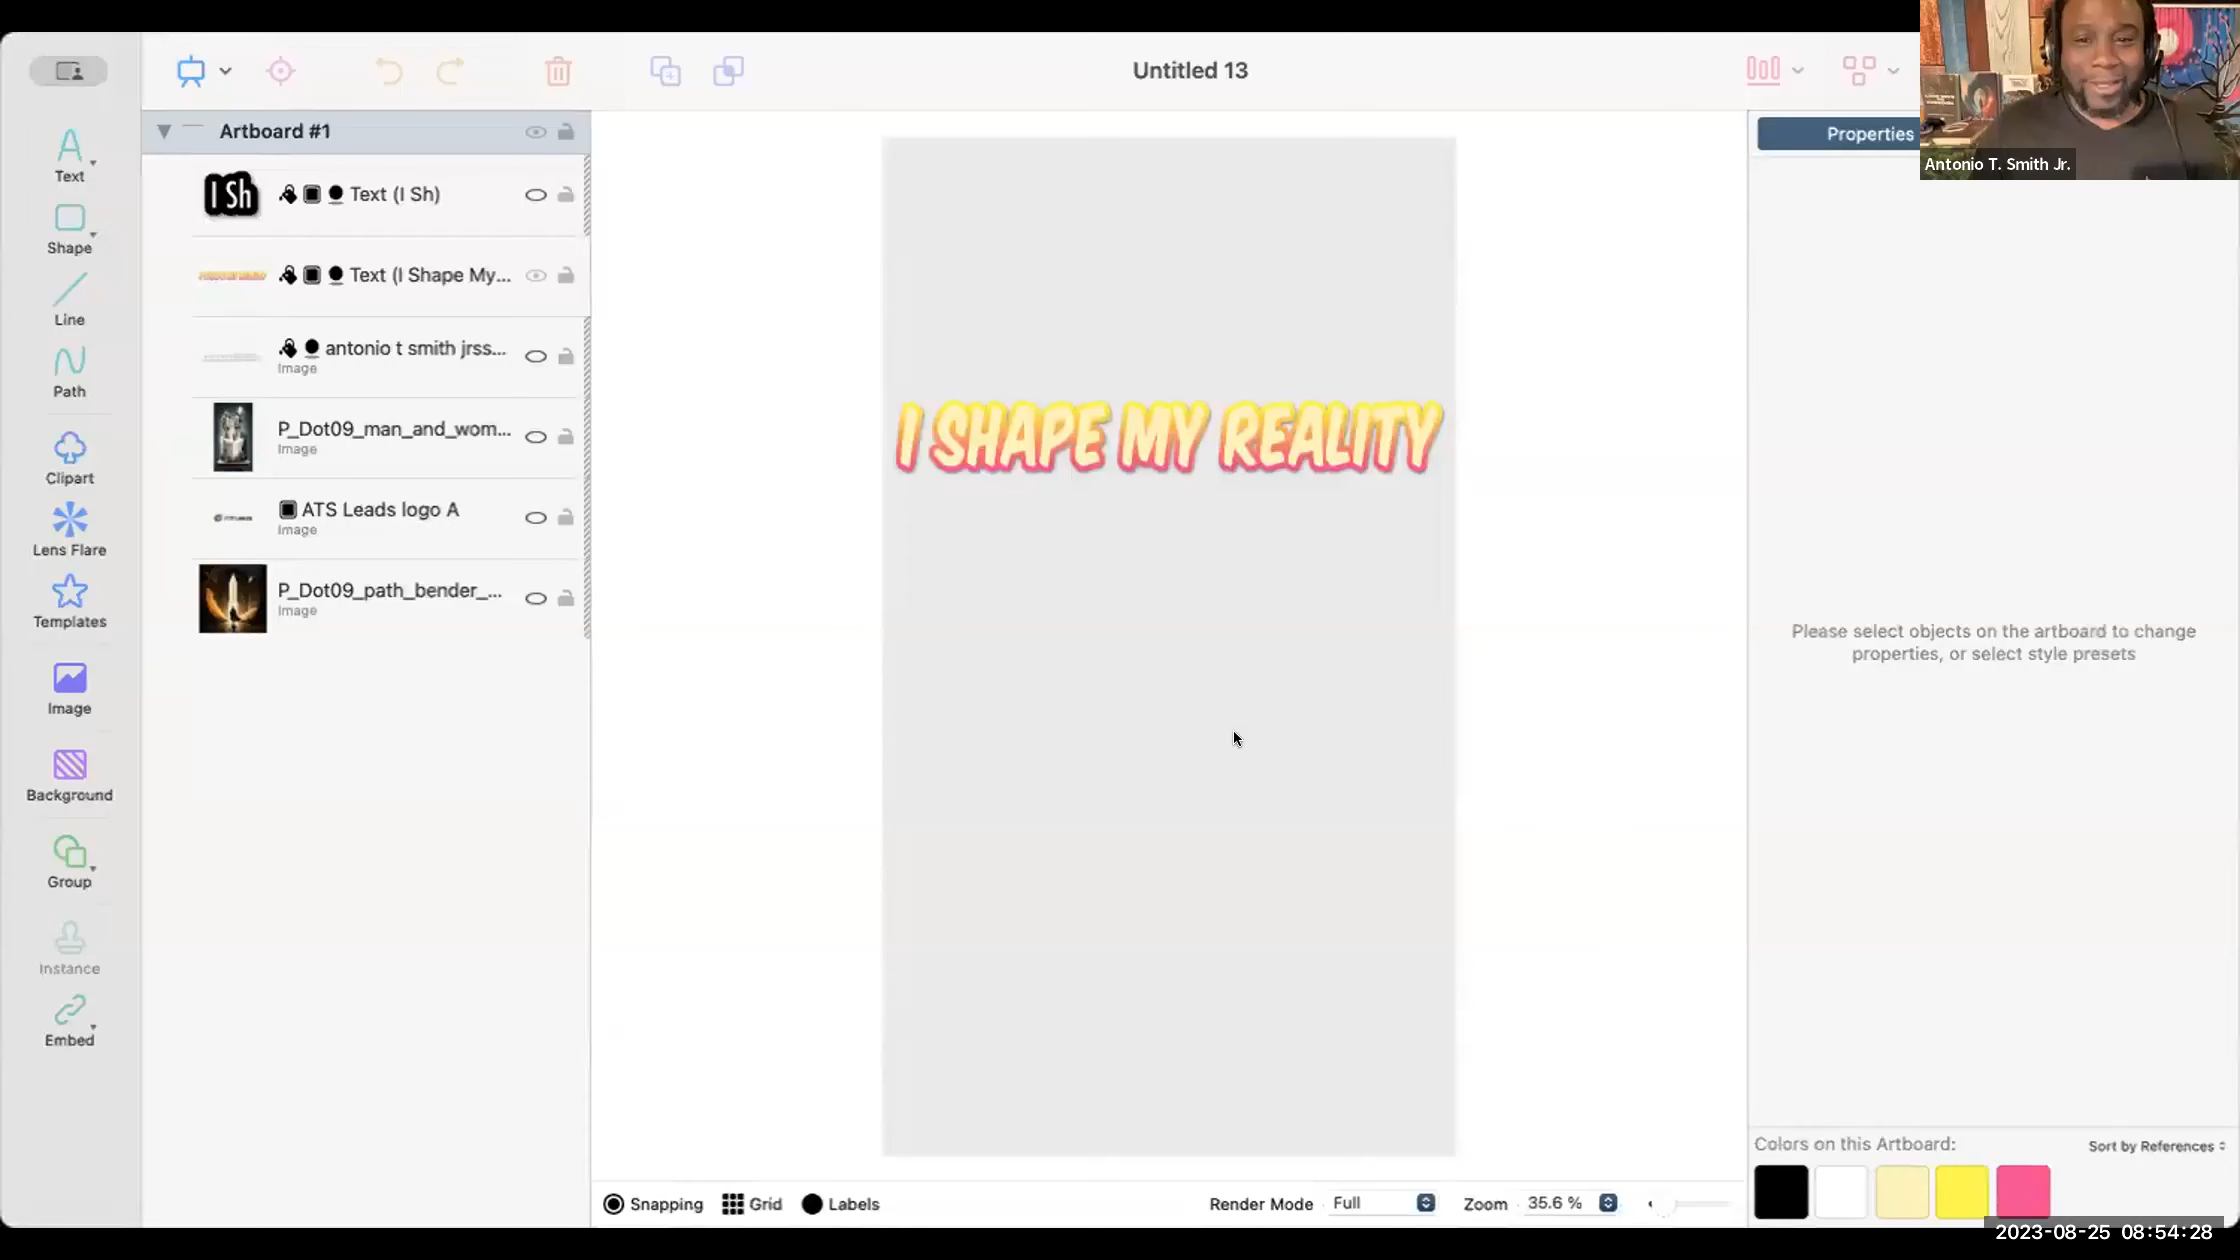 Untitled 13
Antonio T. Smith Jr.
Text
Shape
Line
Path
Clipart
Lens Flare
Templates
Image
Background
Group
Instance
Embed
Artboard #1
I Sh
Text (I Sh)
Text (I Shape My...
antonio t smith jrss...
Image
P_Dot09_man_and_wom...
Image
ATS Leads logo A
Image
P_Dot09_path_bender_...
Image
I SHAPE MY REALITY
Properties
Please select objects on the artboard to change
properties, or select style presets
Colors on this Artboard:
Sort by References
Snapping
Grid
Labels
Render Mode
Full
Zoom
35.6 %
2023-08-25 08:54:28